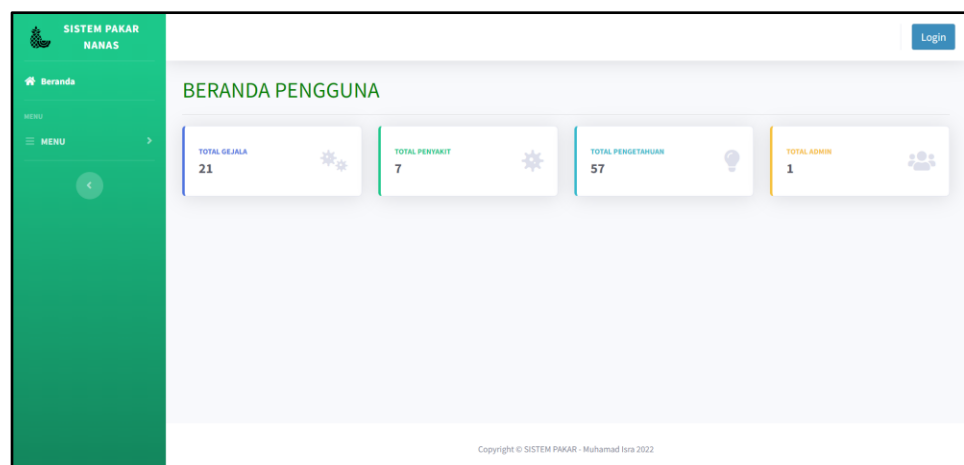 SISTEM PAKAR
NANAS
Login
Beranda
BERANDA PENGGUNA
MENU
MENU
TOTAL GEJALA
21
TOTAL PENYAKIT
7
TOTAL PENGETAHUAN
57
TOTAL ADMIN
1
Copyright © SISTEM PAKAR - Muhamad Isra 2022